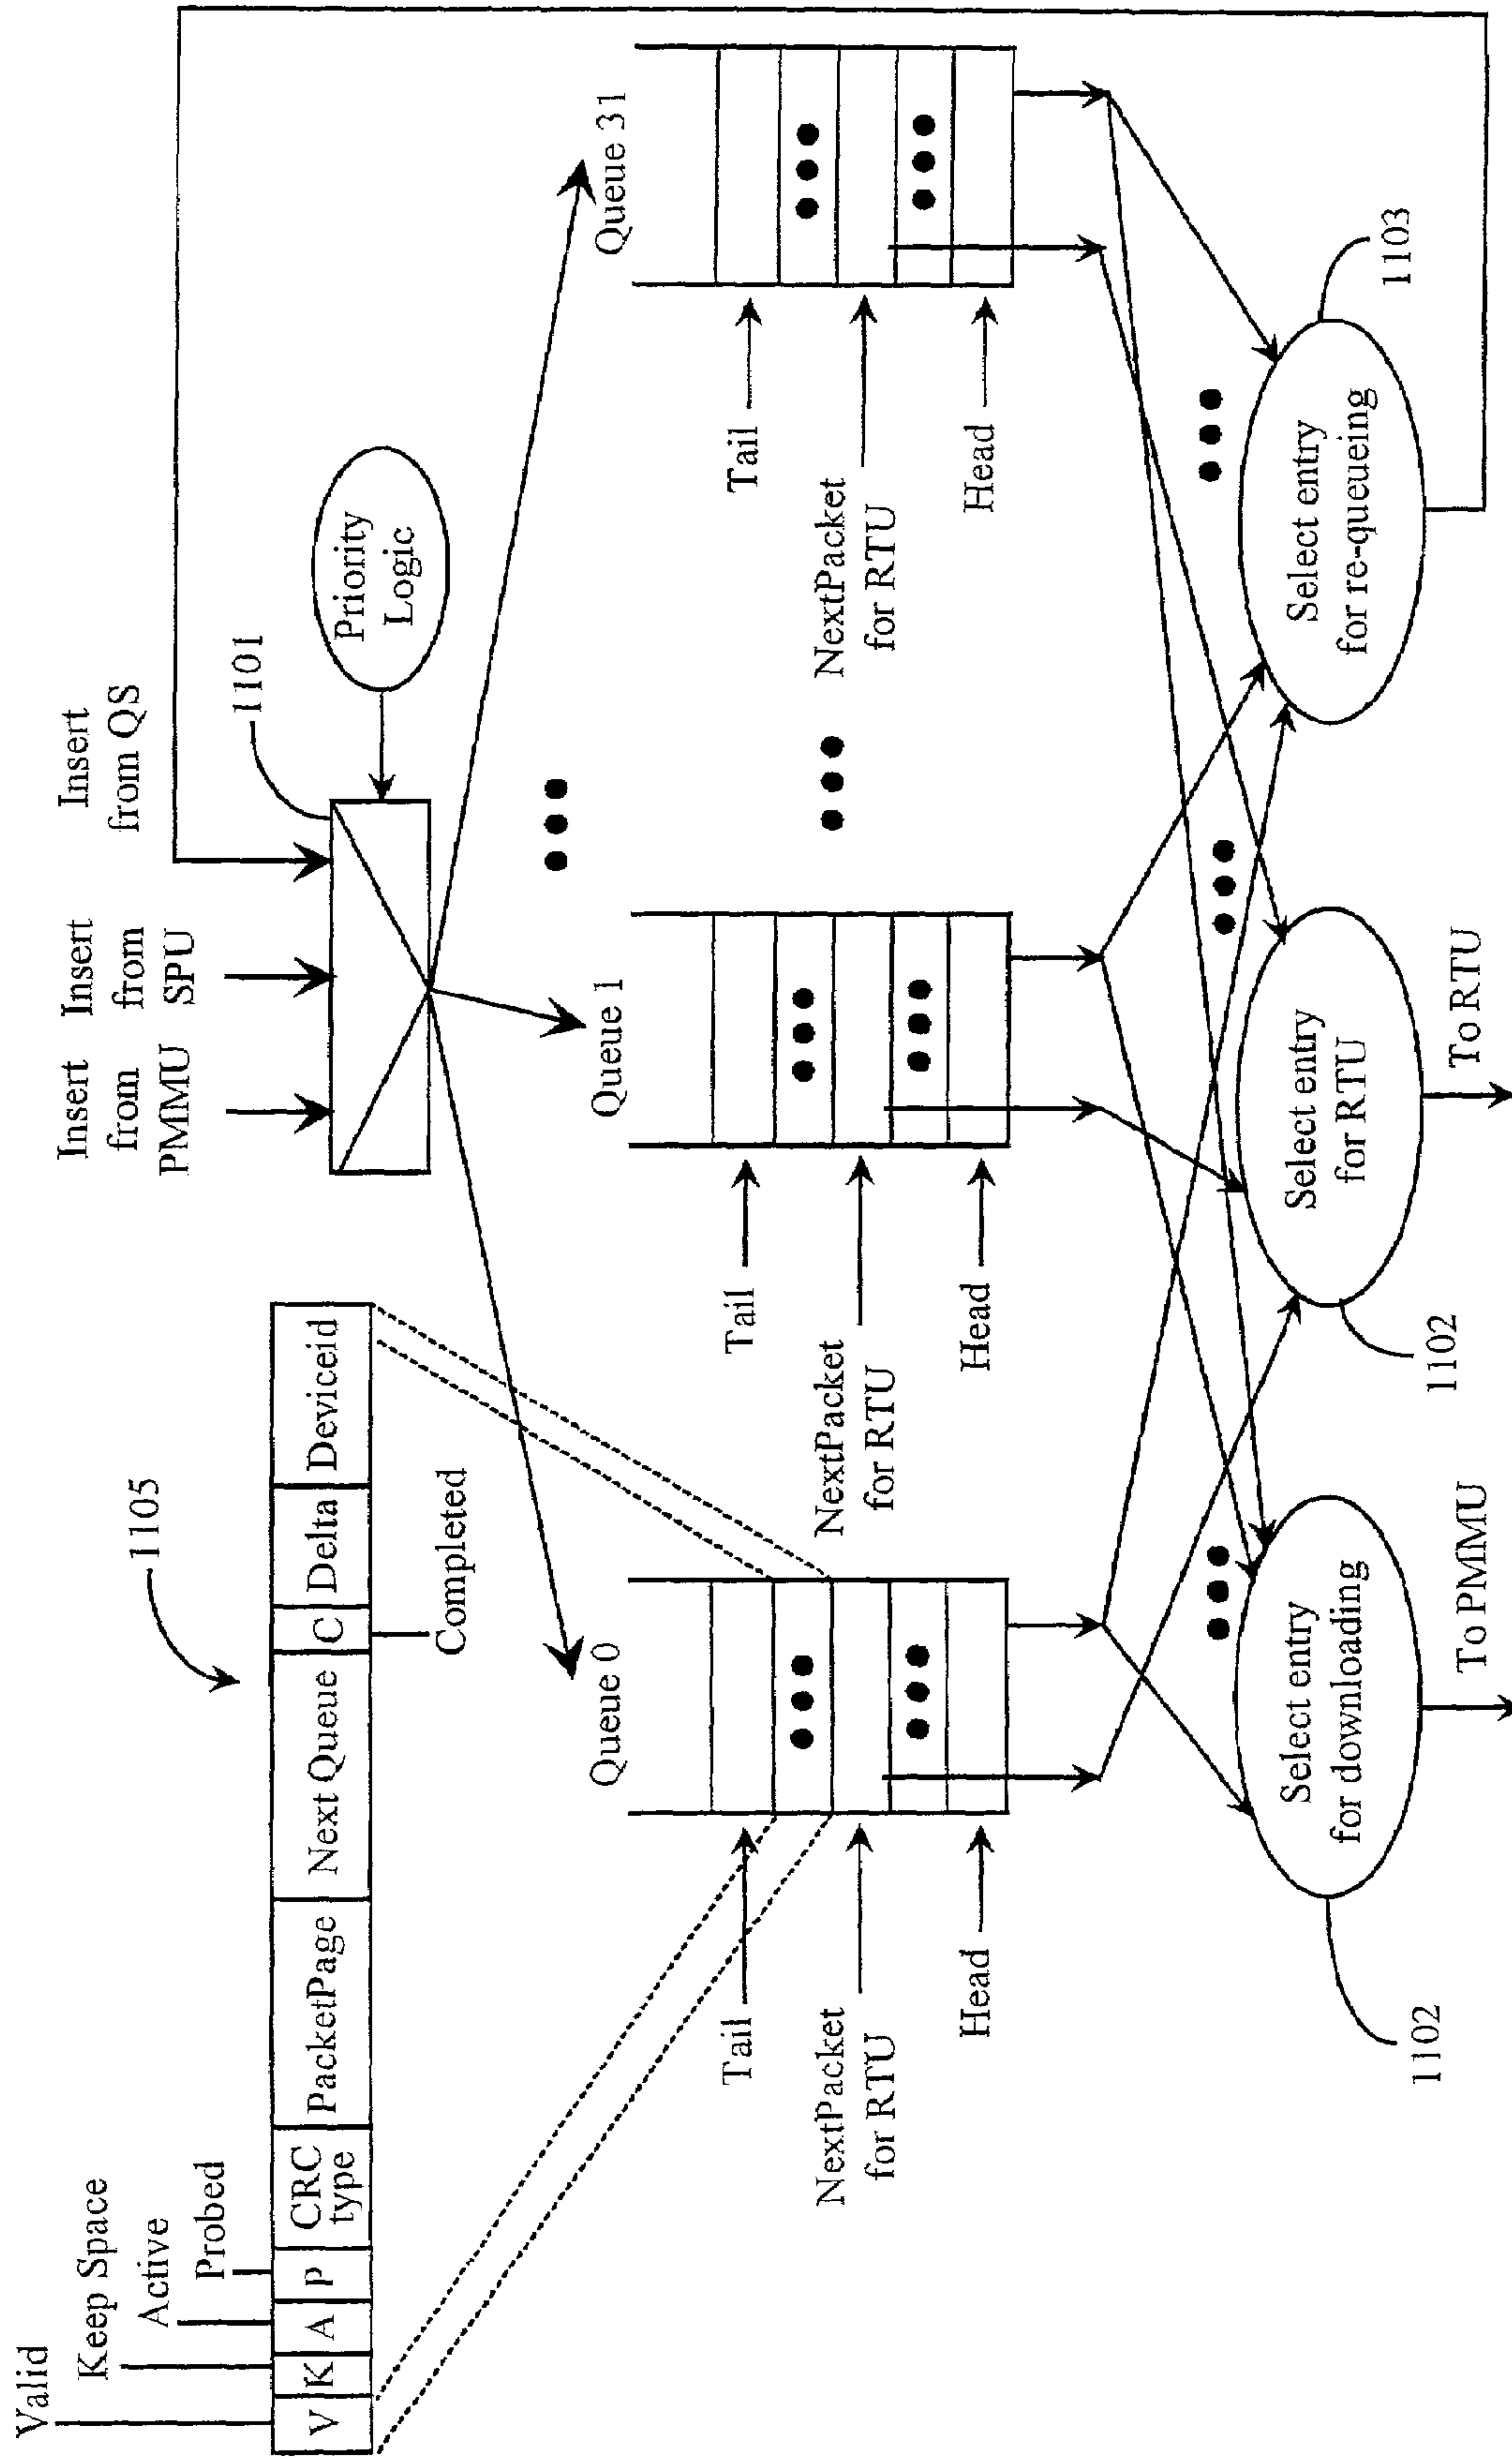 Valid
Keep Space
Active
Probed
V
K
A
P
CRC
type
PacketPage
Next Queue
C
Delta
Deviceid
Completed
1105
Insert
from
PMMU
Insert
from
SPU
Insert
from QS
1101
Priority
Logic
Queue 0
Queue 1
Queue 31
Tail
NextPacket
for RTU
Head
Tail
NextPacket
for RTU
Head
Tail
NextPacket
for RTU
Head
Select entry
for downloading
1102
To PMMU
Select entry
for RTU
1102
To RTU
Select entry
for re-queueing
1103